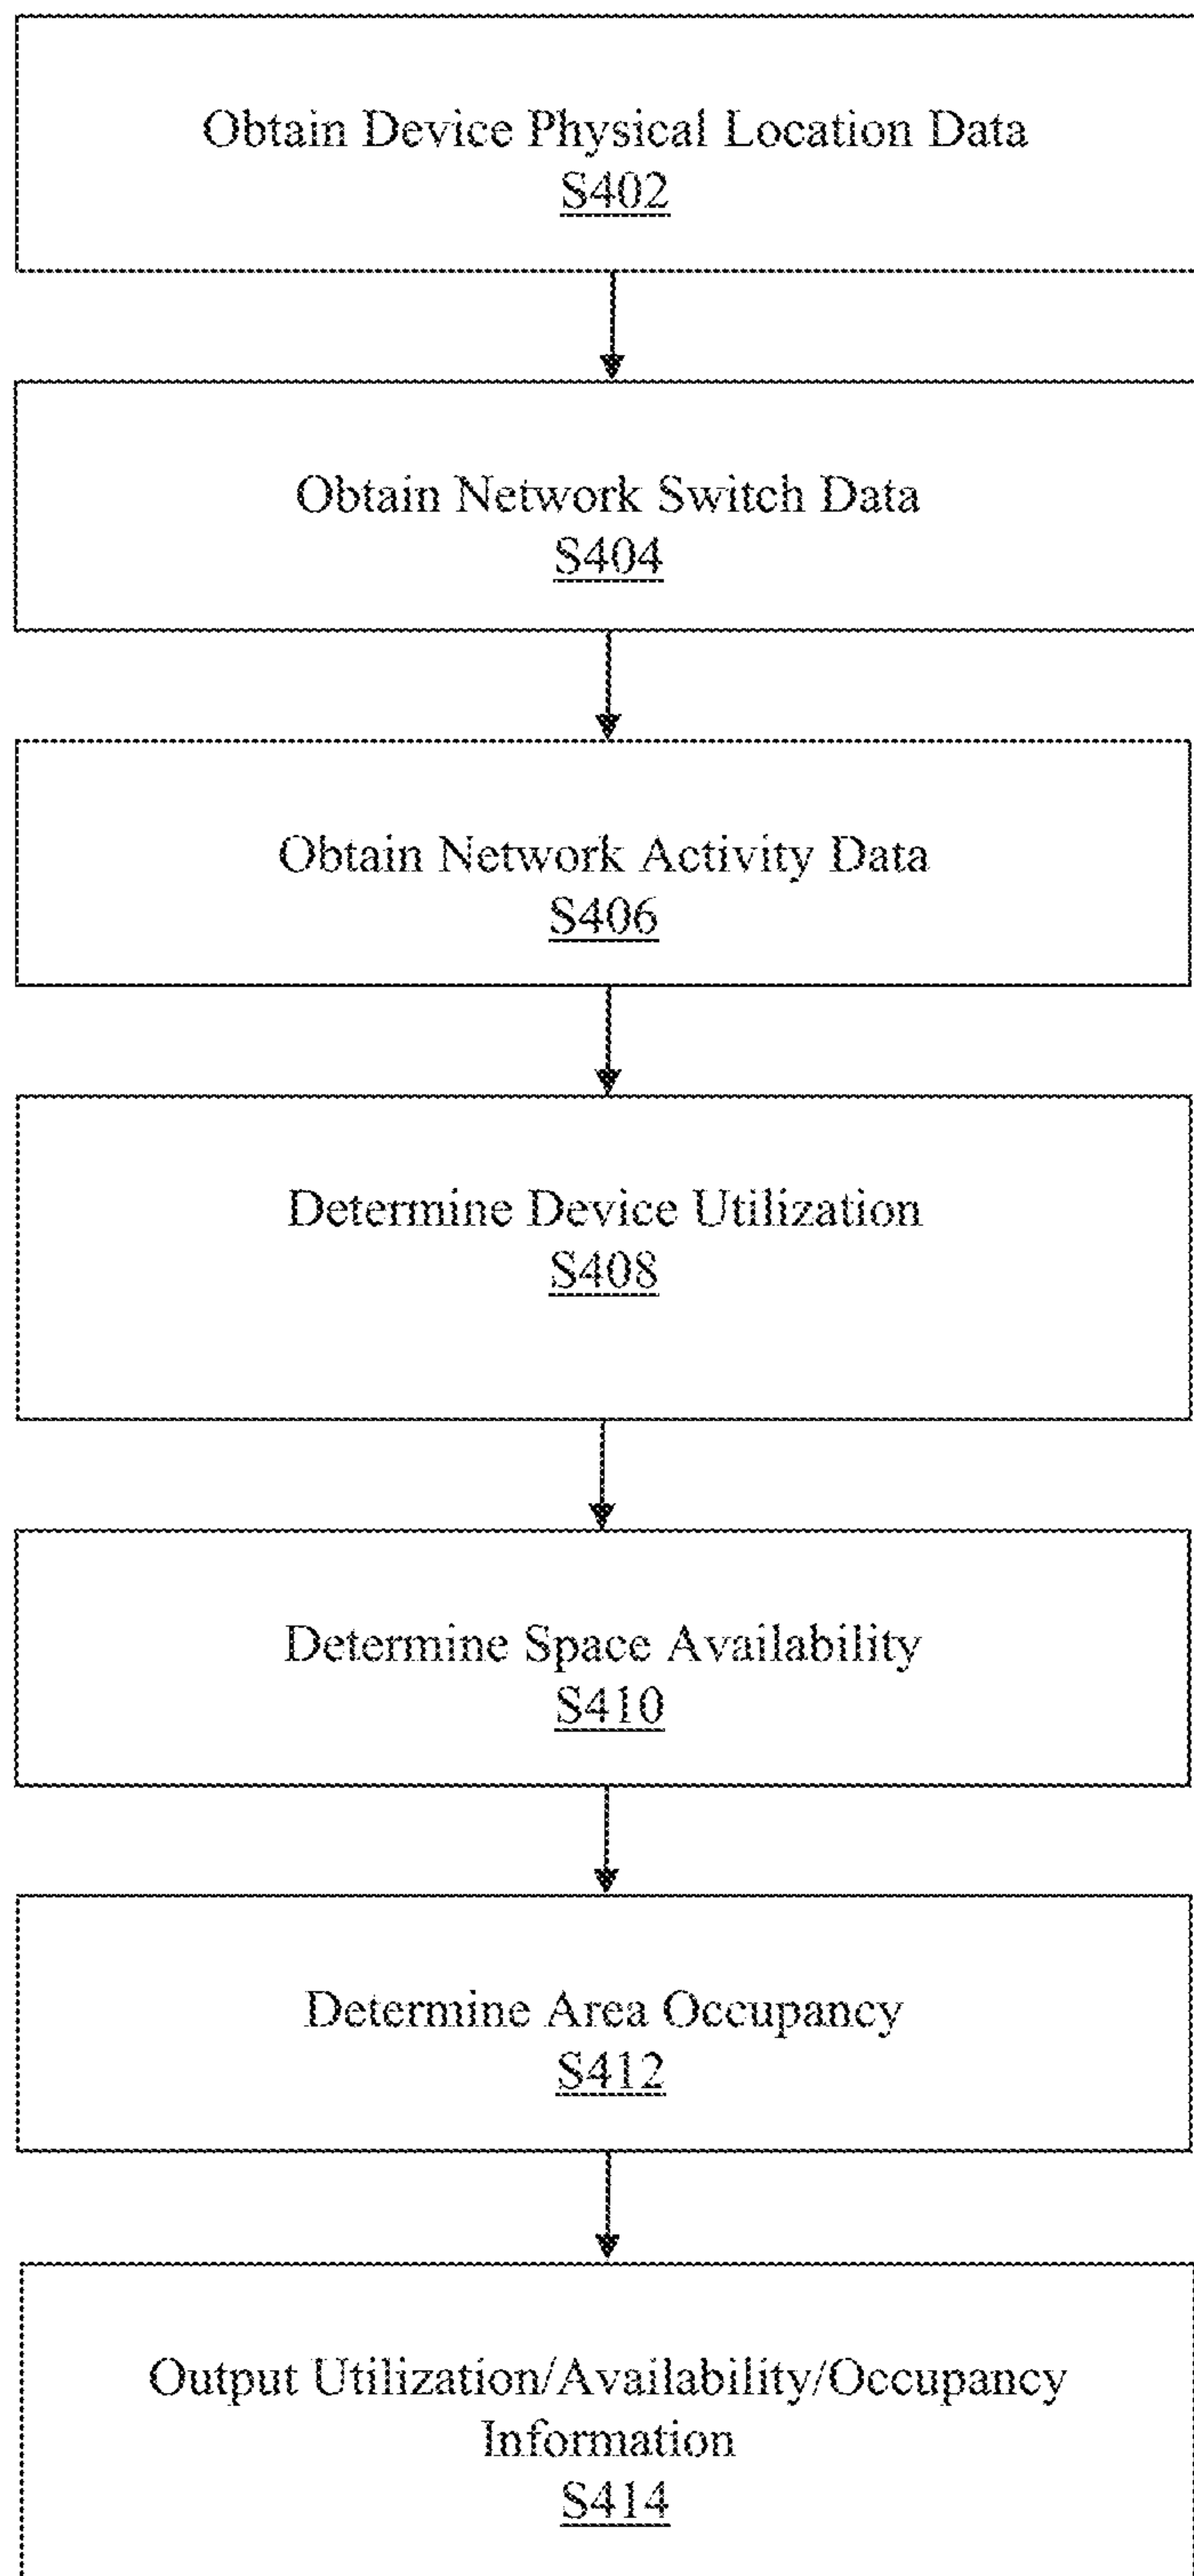 Obtain Device Physical Location Data
S402
Obtain Network Switch Data
S404
Obtain Network Activity Data
S406
Determine Device Utilization
S408
Determine Space Availability
S410
Determine Area Occupancy
S412
Output Utilization/Availability/Occupancy
Information
S414